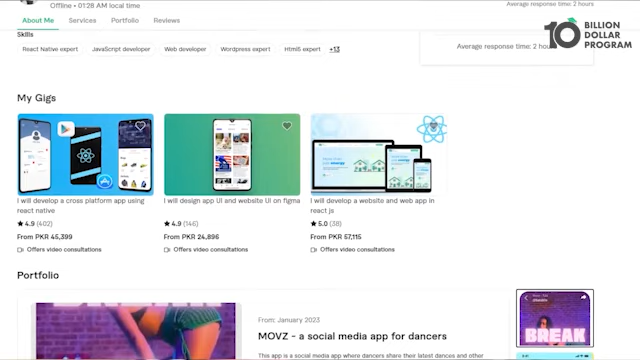 Offline • 01:28 AM local time
Average response time: 2 hours
About Me
Services
Portfolio
Reviews
10 BILLION DOLLAR PROGRAM
Skills
React Native expert
JavaScript developer
Web developer
Wordpress expert
Html5 expert
+13
Average response time: 2 hou
My Gigs
I will develop a cross platform app using
react native
4.9 (402)
From PKR 45,399
Offers video consultations
I will design app UI and website UI on figma
4.9 (146)
From PKR 24,896
Offers video consultations
I will develop a website and web app in
react js
5.0 (38)
From PKR 57,115
Offers video consultations
Portfolio
From: January 2023
MOVZ - a social media app for dancers
This app is a social media app where dancers share their latest dances and other
BREAK